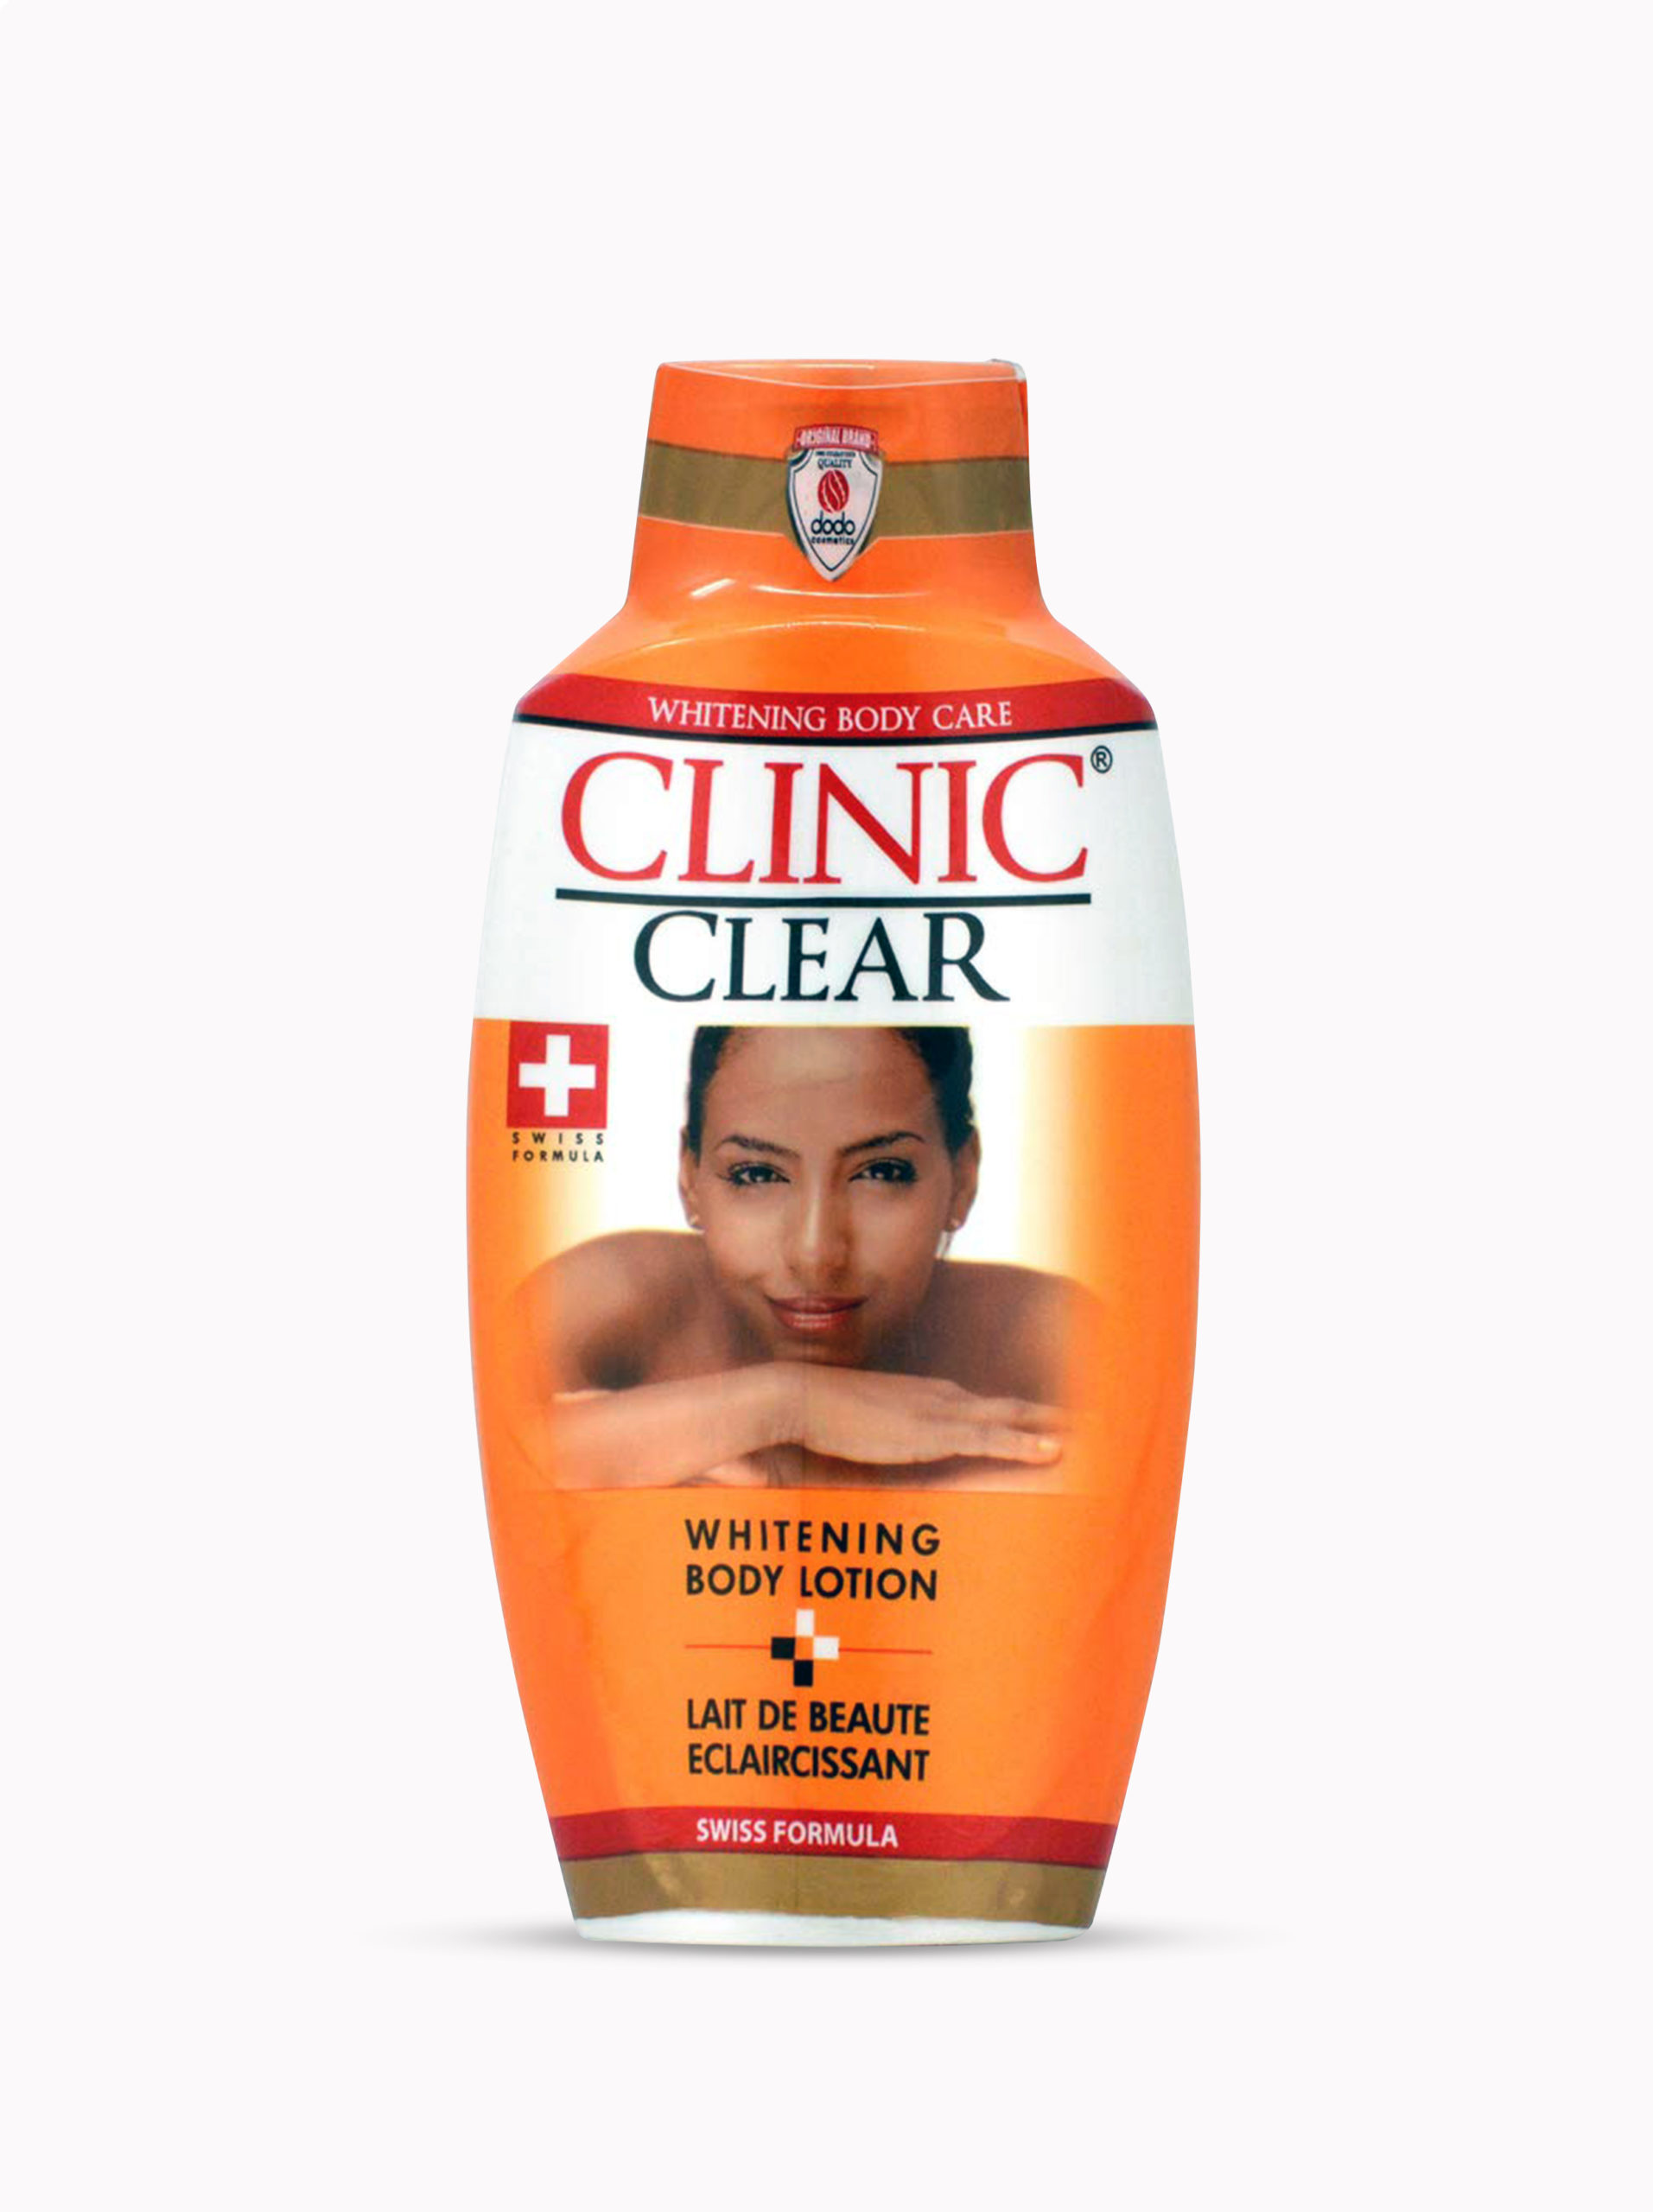 ORIGINAL BRAND
QUALITY
dodo
cosmetics
WHITENING BODY CARE
CLINIC®
CLEAR
SWISS
FORMULA
WHITENING
BODY LOTION
LAIT DE BEAUTE
ECLAIRCISSANT
SWISS FORMULA